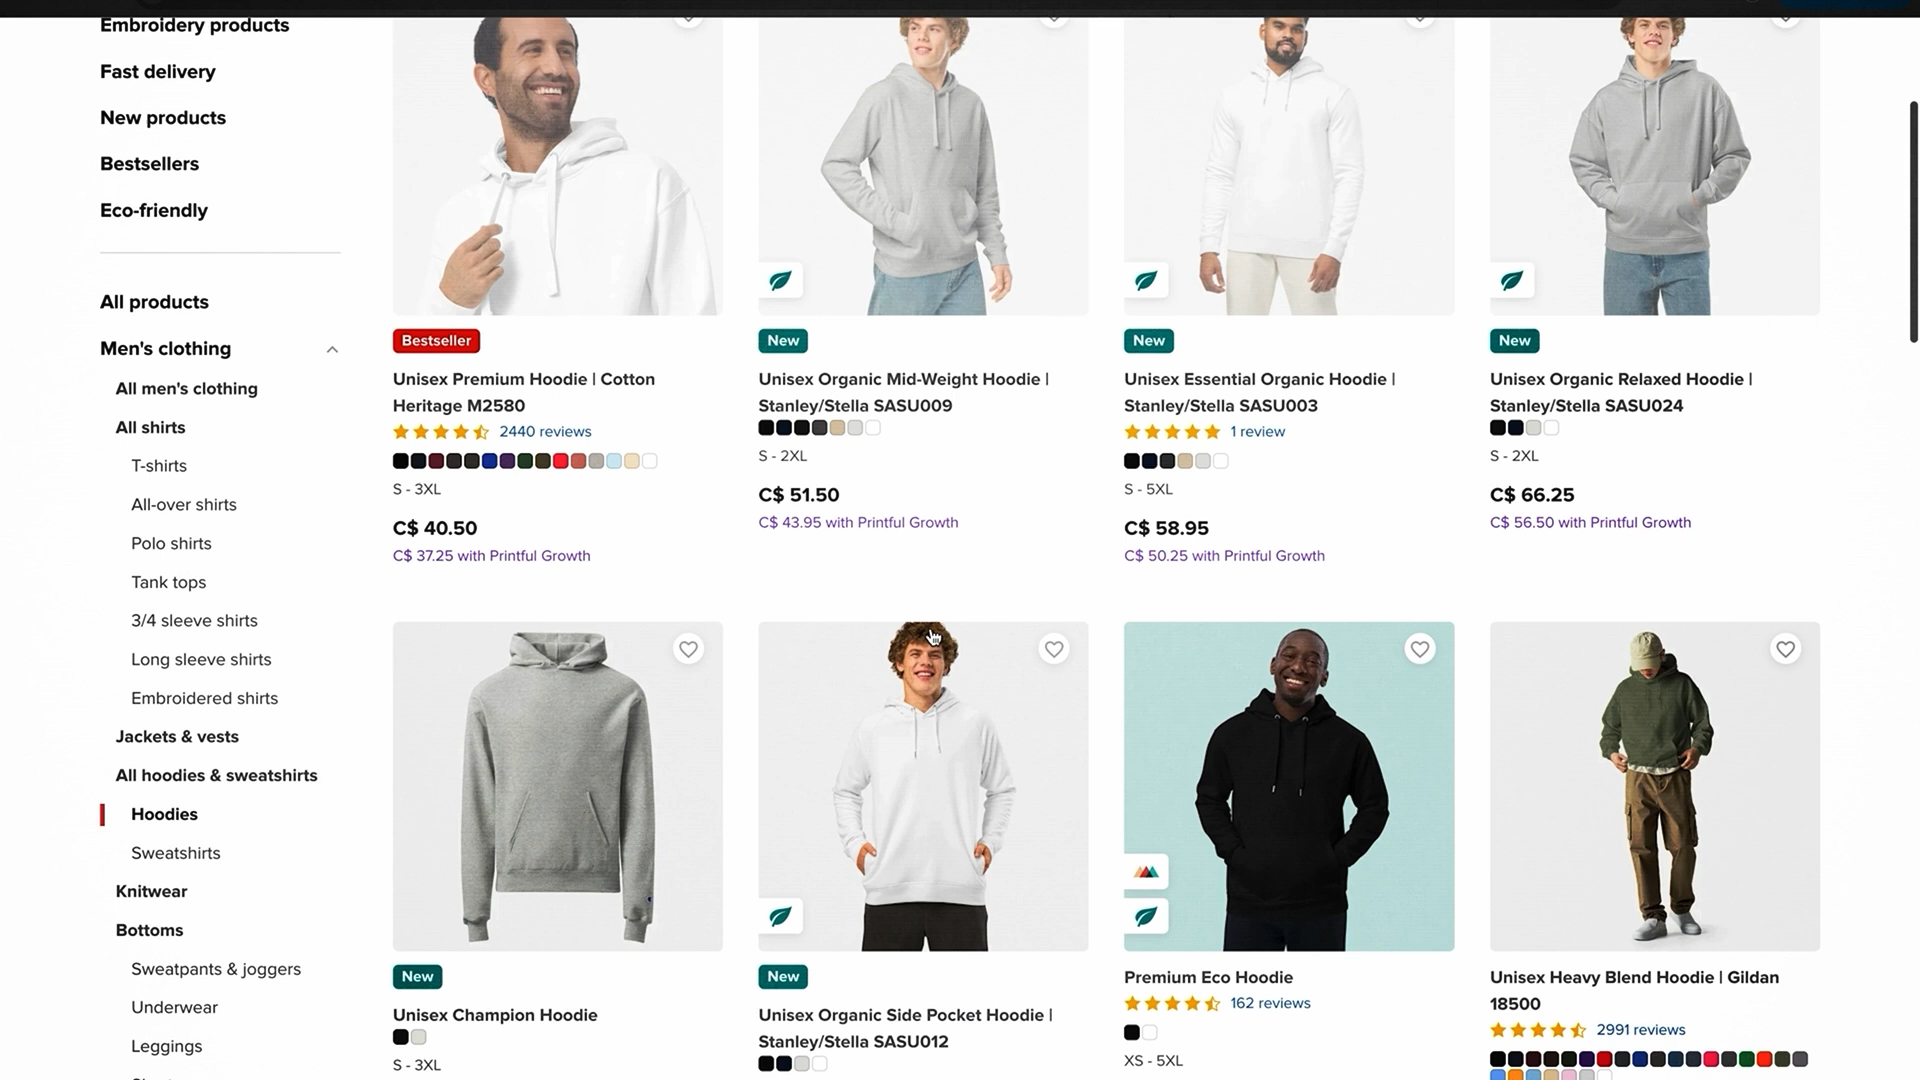 Embroidery products
Fast delivery
New products
Bestsellers
Eco-friendly
All products
Men's clothing
All men's clothing
All shirts
T-shirts
All-over shirts
Polo shirts
Tank tops
3/4 sleeve shirts
Long sleeve shirts
Embroidered shirts
Jackets & vests
All hoodies & sweatshirts
Hoodies
Sweatshirts
Knitwear
Bottoms
Sweatpants & joggers
Underwear
Leggings
Bestseller
Unisex Premium Hoodie | Cotton
Heritage M2580
2440 reviews
S - 3XL
C$ 40.50
C$ 37.25 with Printful Growth
New
Unisex Organic Mid-Weight Hoodie |
Stanley/Stella SASU009
S - 2XL
C$ 51.50
C$ 43.95 with Printful Growth
New
Unisex Essential Organic Hoodie |
Stanley/Stella SASU003
1 review
S - 5XL
C$ 58.95
C$ 50.25 with Printful Growth
New
Unisex Organic Relaxed Hoodie |
Stanley/Stella SASU024
S - 2XL
C$ 66.25
C$ 56.50 with Printful Growth
New
Unisex Champion Hoodie
S - 3XL
New
Unisex Organic Side Pocket Hoodie |
Stanley/Stella SASU012
Premium Eco Hoodie
162 reviews
XS - 5XL
Unisex Heavy Blend Hoodie | Gildan
18500
2991 reviews